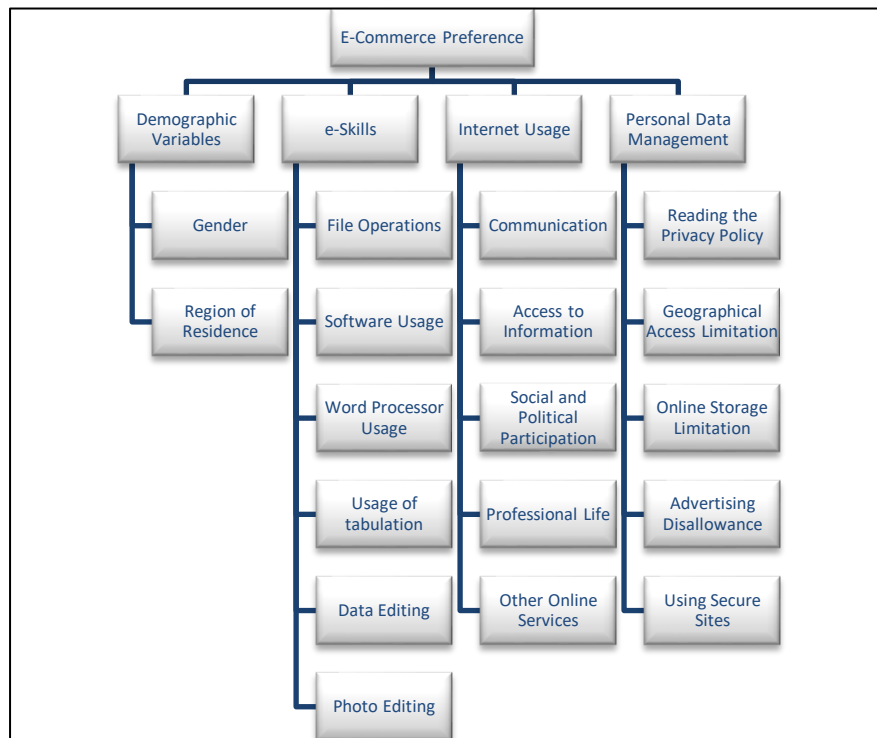 E-Commerce Preference
Demographic
Variables
e-Skills
Internet Usage
Personal Data
Management
Gender
File Operations
Communication
Reading the
Privacy Policy
Region of
Residence
Software Usage
Access to
Information
Geographical
Access Limitation
Word Processor
Usage
Social and
Political
Participation
Online Storage
Limitation
Usage of
tabulation
Professional Life
Advertising
Disallowance
Data Editing
Other Online
Services
Using Secure
Sites
Photo Editing